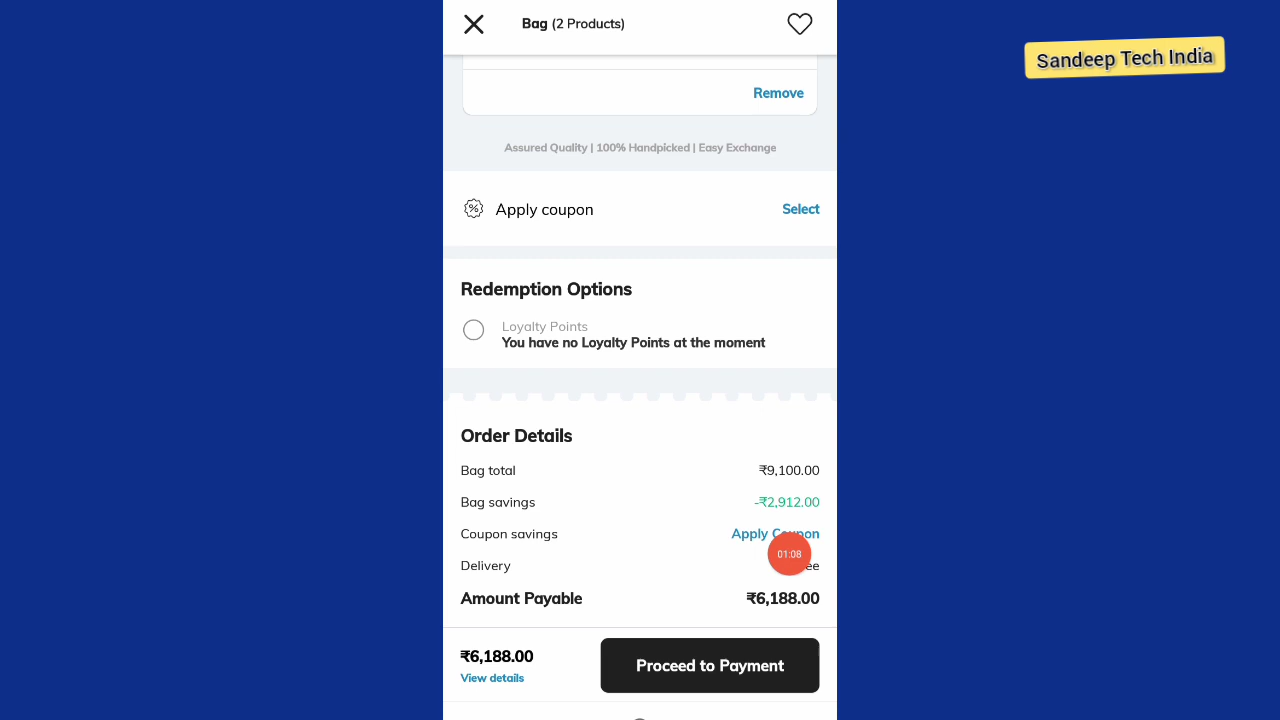 Bag (2 Products)
Sandeep Tech India
Remove
Assured Quality | 100% Handpicked | Easy Exchange
Apply coupon
Select
Redemption Options
Loyalty Points
You have no Loyalty Points at the moment
Order Details
Bag total ₹9,100.00
Bag savings -₹2,912.00
Coupon savings Apply Coupon
01:08
Delivery
Amount Payable ₹6,188.00
₹6,188.00
View details
Proceed to Payment